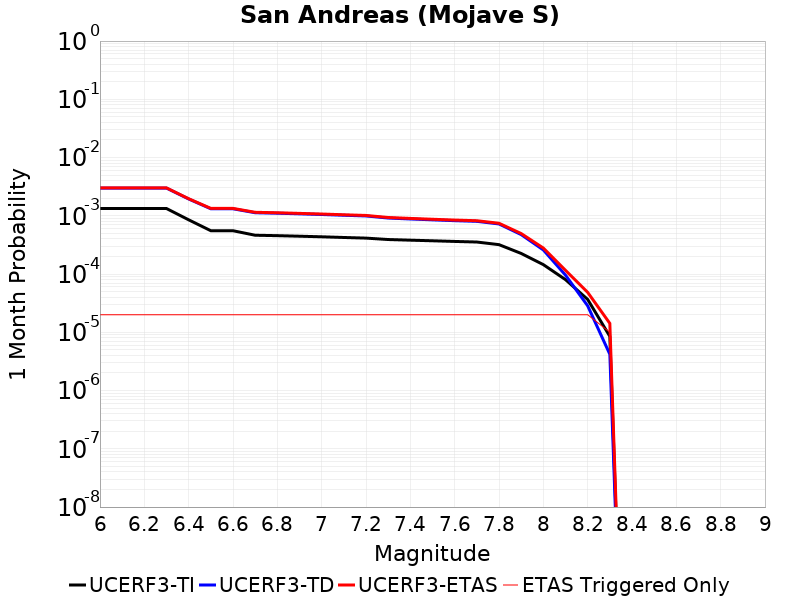 San Andreas (Mojave S)
10^0
10^-1
10^-2
10^-3
10^-4
10^-5
10^-6
10^-7
10^-8
1 Month Probability
6 6.2 6.4 6.6 6.8 7 7.2 7.4 7.6 7.8 8 8.2 8.4 8.6 8.8 9
Magnitude
UCERF3-TI UCERF3-TD UCERF3-ETAS ETAS Triggered Only